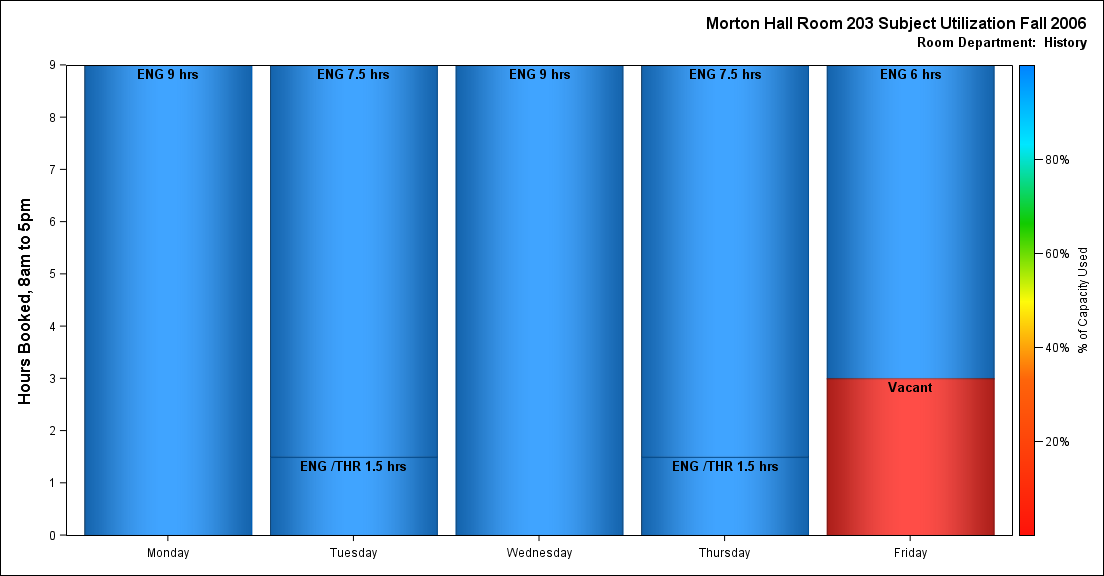 Morton Hall Room 203 Subject Utilization Fall 2006
Room Department: History
Hours Booked, 8am to 5pm
9
8
7
6
5
4
3
2
1
0
ENG 9 hrs
ENG 7.5 hrs
ENG 9 hrs
ENG 7.5 hrs
ENG 6 hrs
Vacant
ENG /THR 1.5 hrs
ENG /THR 1.5 hrs
Monday
Tuesday
Wednesday
Thursday
Friday
80%
60%
40%
20%
% of Capacity Used